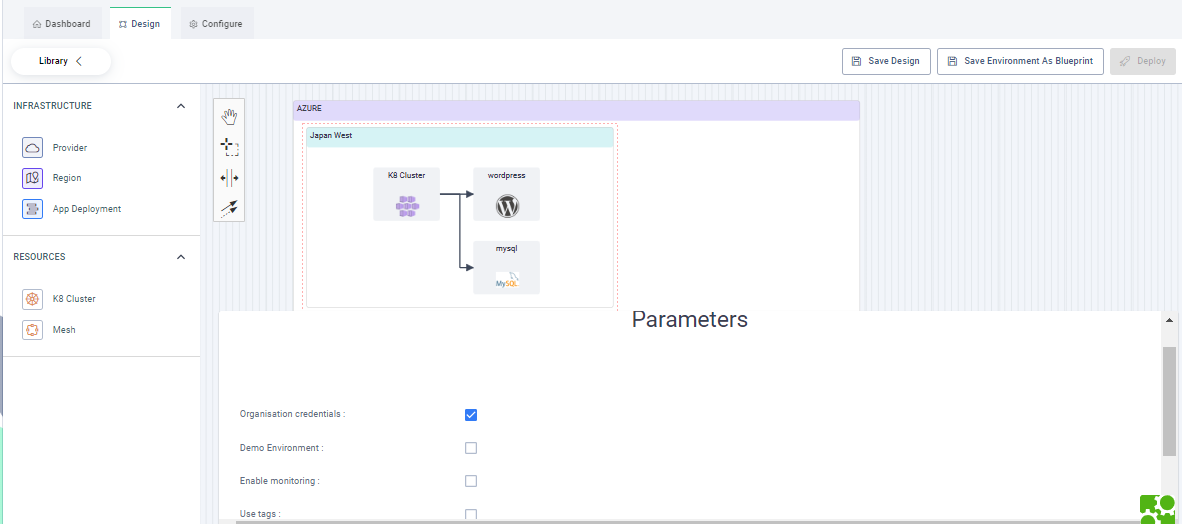 Dashboard
Design
Configure
Library
Save Design
Save Environment As Blueprint
Deploy
INFRASTRUCTURE
Provider
Region
App Deployment
RESOURCES
K8 Cluster
Mesh
AZURE
Japan West
K8 Cluster
wordpress
mysql
MySQL
Parameters
Organisation credentials :
Demo Environment :
Enable monitoring :
Use tags :